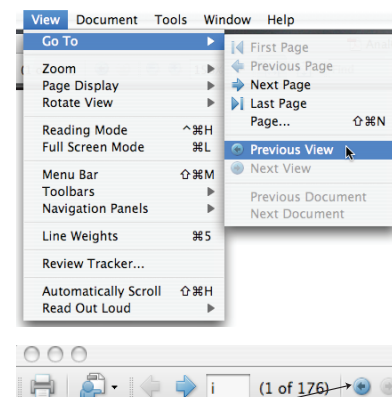 View Document Tools Window Help
Go To
First Page
Previous Page
Zoom
Page Display
Next Page
Rotate View
Last Page
Page... ⇧⌘N
Reading Mode ^⌘H
Full Screen Mode ⌘L
Previous View
Next View
Menu Bar ⇧⌘M
Toolbars
Previous Document
Navigation Panels
Next Document
Line Weights ⌘5
Review Tracker...
Automatically Scroll ⇧⌘H
Read Out Loud
i (1 of 176)